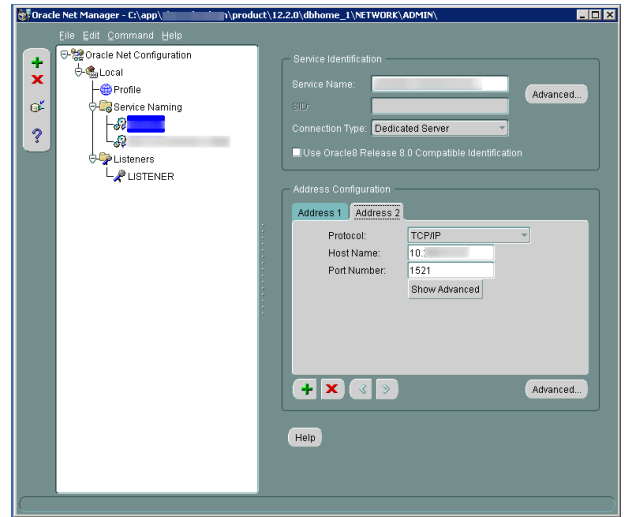 Oracle Net Manager - C:\app\ \product\12.2.0\dbhome_1\NETWORK\ADMIN\
File Edit Command Help
Oracle Net Configuration
Local
Profile
Service Naming
Listeners
LISTENER
Service Identification
Service Name:
Advanced...
SID:
Connection Type: Dedicated Server
Use Oracle8 Release 8.0 Compatible Identification
Address Configuration
Address 1 Address 2
Protocol: TCP/IP
Host Name: 10.
Port Number: 1521
Show Advanced
Advanced...
Help